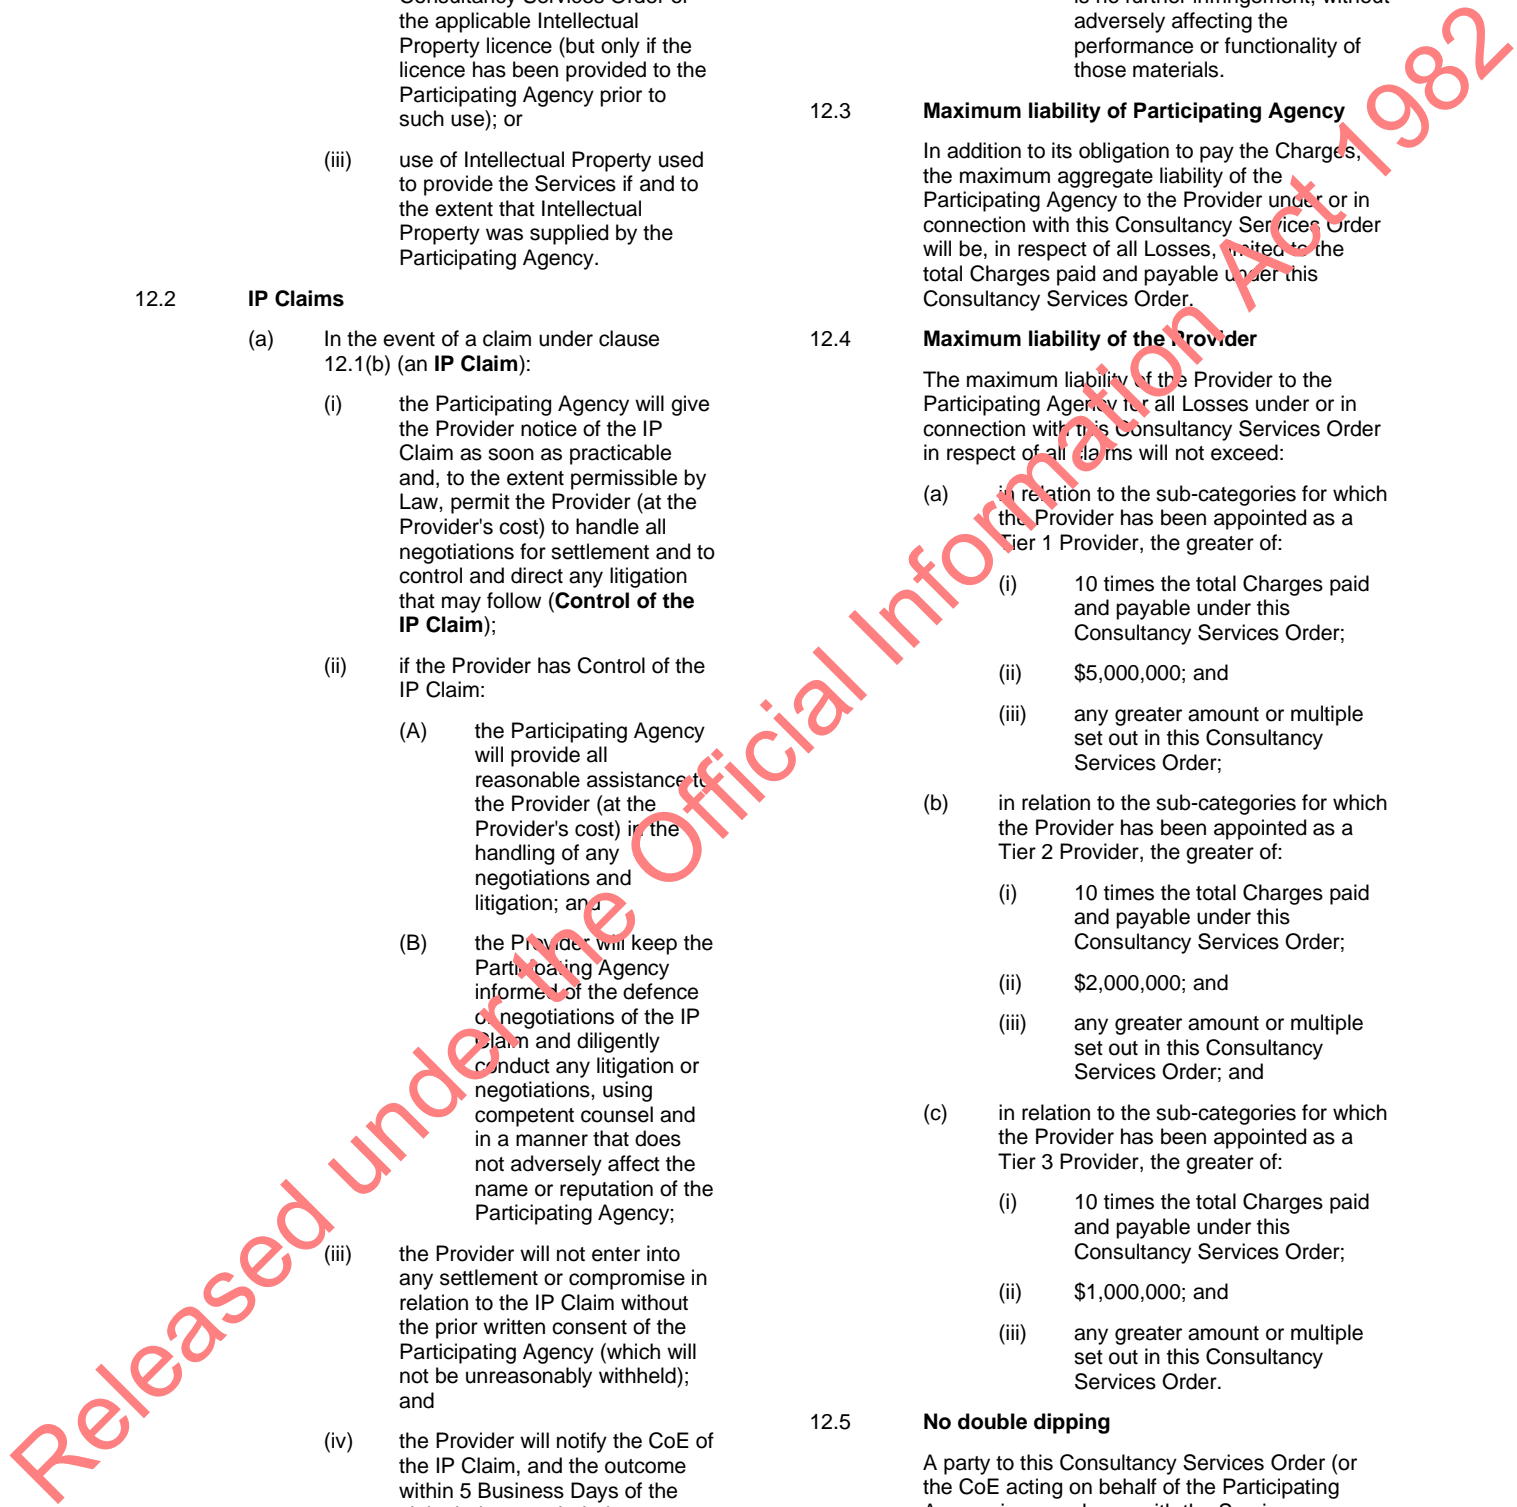 the applicable Intellectual
Property licence (but only if the
licence has been provided to the
Participating Agency prior to
such use); or
(iii) use of Intellectual Property used
to provide the Services if and to
the extent that Intellectual
Property was supplied by the
Participating Agency.
12.2 IP Claims
(a) In the event of a claim under clause
12.1(b) (an IP Claim):
(i) the Participating Agency will give
the Provider notice of the IP
Claim as soon as practicable
and, to the extent permissible by
Law, permit the Provider (at the
Provider's cost) to handle all
negotiations for settlement and to
control and direct any litigation
that may follow (Control of the
IP Claim);
(ii) if the Provider has Control of the
IP Claim:
(A) the Participating Agency
will provide all
reasonable assistance to
the Provider (at the
Provider's cost) in the
handling of any
negotiations and
litigation; and
(B) the Provider will keep the
Participating Agency
informed of the defence
or negotiations of the IP
Claim and diligently
conduct any litigation or
negotiations, using
competent counsel and
in a manner that does
not adversely affect the
name or reputation of the
Participating Agency;
(iii) the Provider will not enter into
any settlement or compromise in
relation to the IP Claim without
the prior written consent of the
Participating Agency (which will
not be unreasonably withheld);
and
(iv) the Provider will notify the CoE of
the IP Claim, and the outcome
within 5 Business Days of the
adversely affecting the
performance or functionality of
those materials.
12.3 Maximum liability of Participating Agency
In addition to its obligation to pay the Charges,
the maximum aggregate liability of the
Participating Agency to the Provider under or in
connection with this Consultancy Services Order
will be, in respect of all Losses, limited to the
total Charges paid and payable under this
Consultancy Services Order.
12.4 Maximum liability of the Provider
The maximum liability of the Provider to the
Participating Agency for all Losses under or in
connection with this Consultancy Services Order
in respect of all claims will not exceed:
(a) in relation to the sub-categories for which
the Provider has been appointed as a
Tier 1 Provider, the greater of:
(i) 10 times the total Charges paid
and payable under this
Consultancy Services Order;
(ii) $5,000,000; and
(iii) any greater amount or multiple
set out in this Consultancy
Services Order;
(b) in relation to the sub-categories for which
the Provider has been appointed as a
Tier 2 Provider, the greater of:
(i) 10 times the total Charges paid
and payable under this
Consultancy Services Order;
(ii) $2,000,000; and
(iii) any greater amount or multiple
set out in this Consultancy
Services Order; and
(c) in relation to the sub-categories for which
the Provider has been appointed as a
Tier 3 Provider, the greater of:
(i) 10 times the total Charges paid
and payable under this
Consultancy Services Order;
(ii) $1,000,000; and
(iii) any greater amount or multiple
set out in this Consultancy
Services Order.
12.5 No double dipping
A party to this Consultancy Services Order (or
the CoE acting on behalf of the Participating
Released under the Official Information Act 1982